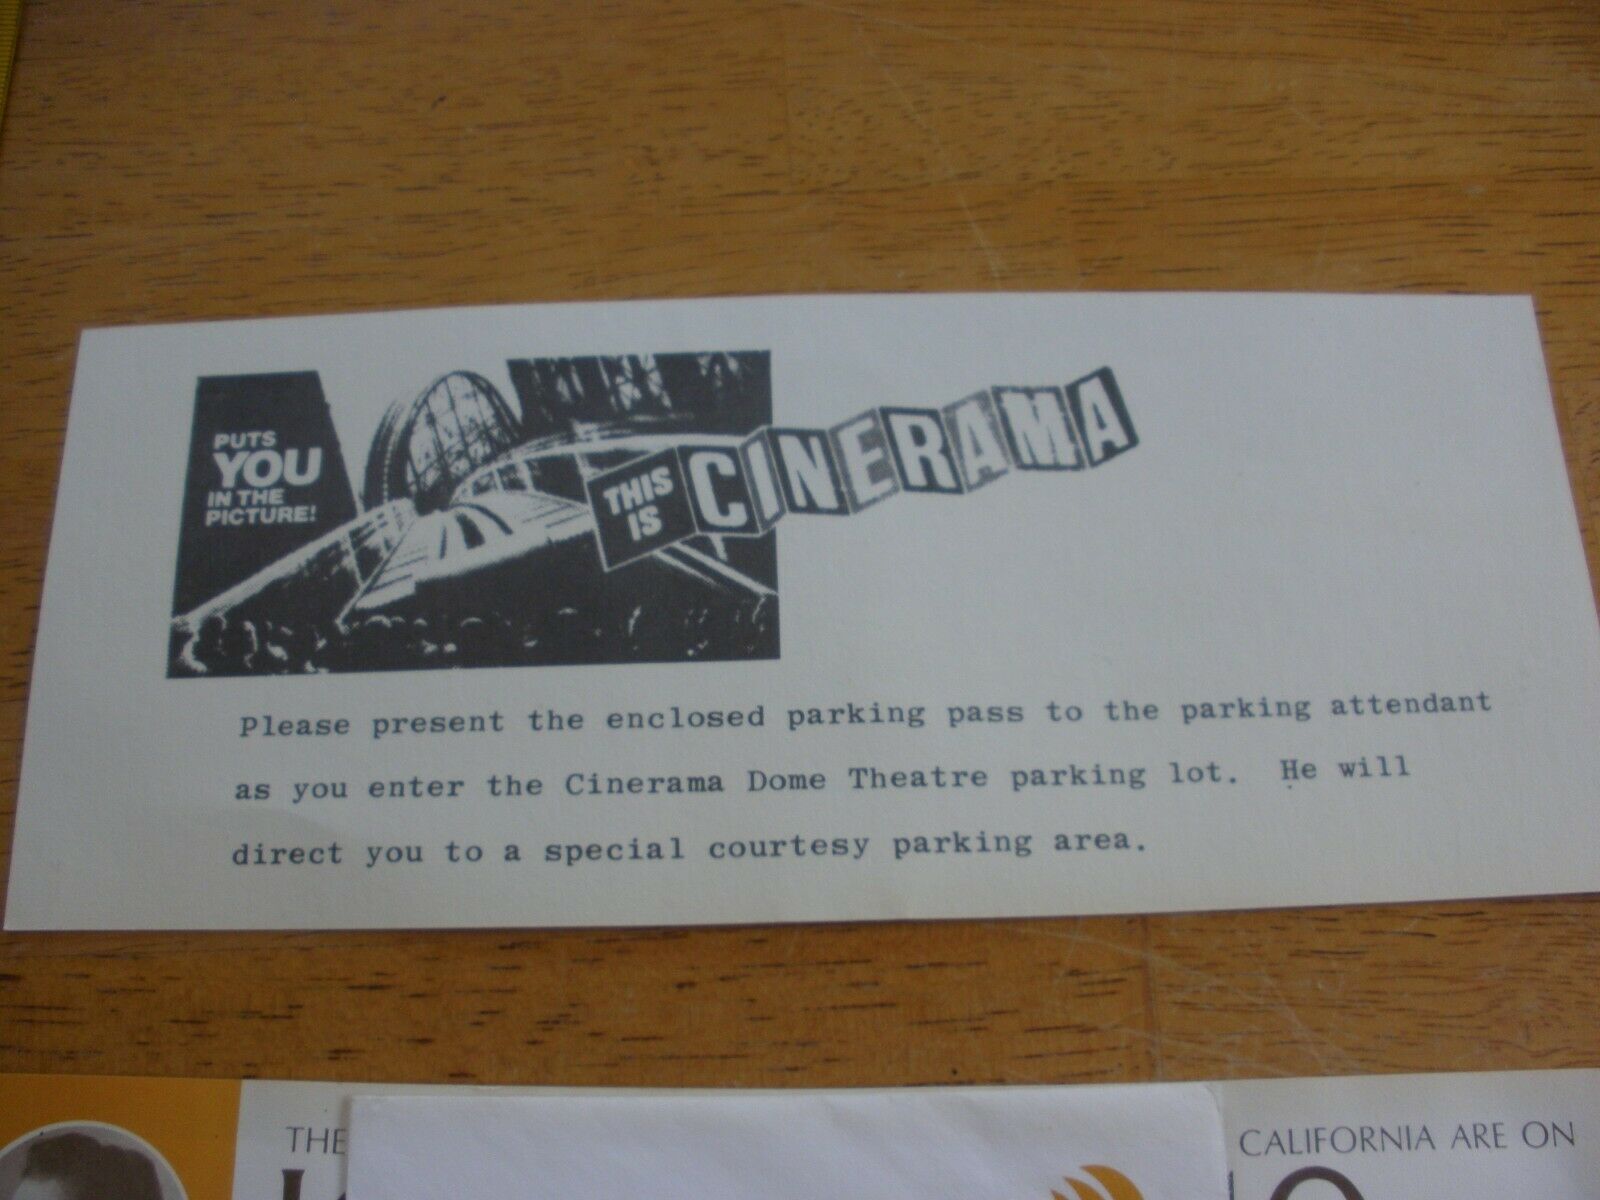 PUTS
YOU
IN THE
PICTURE!
THIS
IS
CINERAMA
Please present the enclosed parking pass to the parking attendant
as you enter the Cinerama Dome Theatre parking lot. He will
direct you to a special courtesy parking area.
THE
CALIFORNIA ARE ON